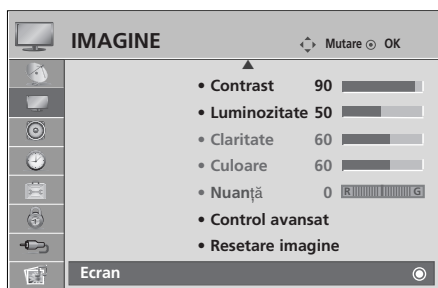 IMAGINE Mutare OK
• Contrast 90
• Luminozitate 50
• Claritate 60
• Culoare 60
• Nuanță 0 R G
• Control avansat
• Resetare imagine
Ecran